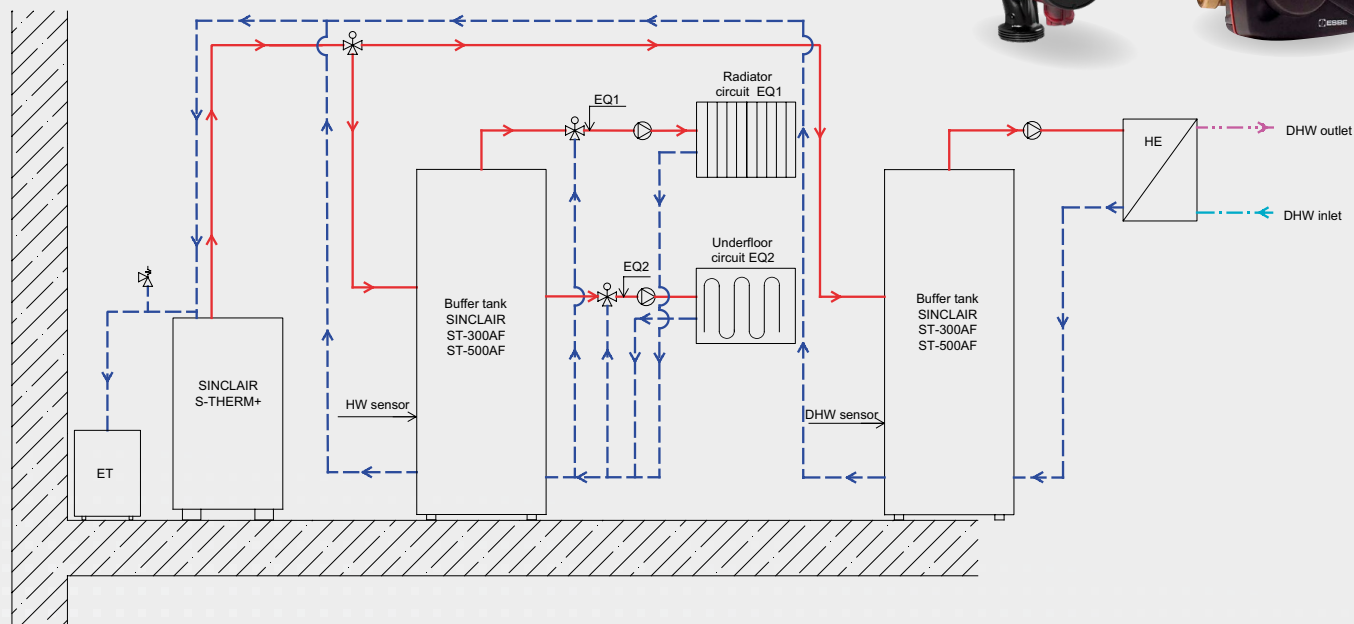 ESBE
Radiator
circuit EQ1
EQ1
DHW outlet
HE
DHW inlet
Underfloor
circuit EQ2
EQ2
Buffer tank
SINCLAIR
ST-300AF
ST-500AF
Buffer tank
SINCLAIR
ST-300AF
ST-500AF
SINCLAIR
S-THERM+
HW sensor
DHW sensor
ET